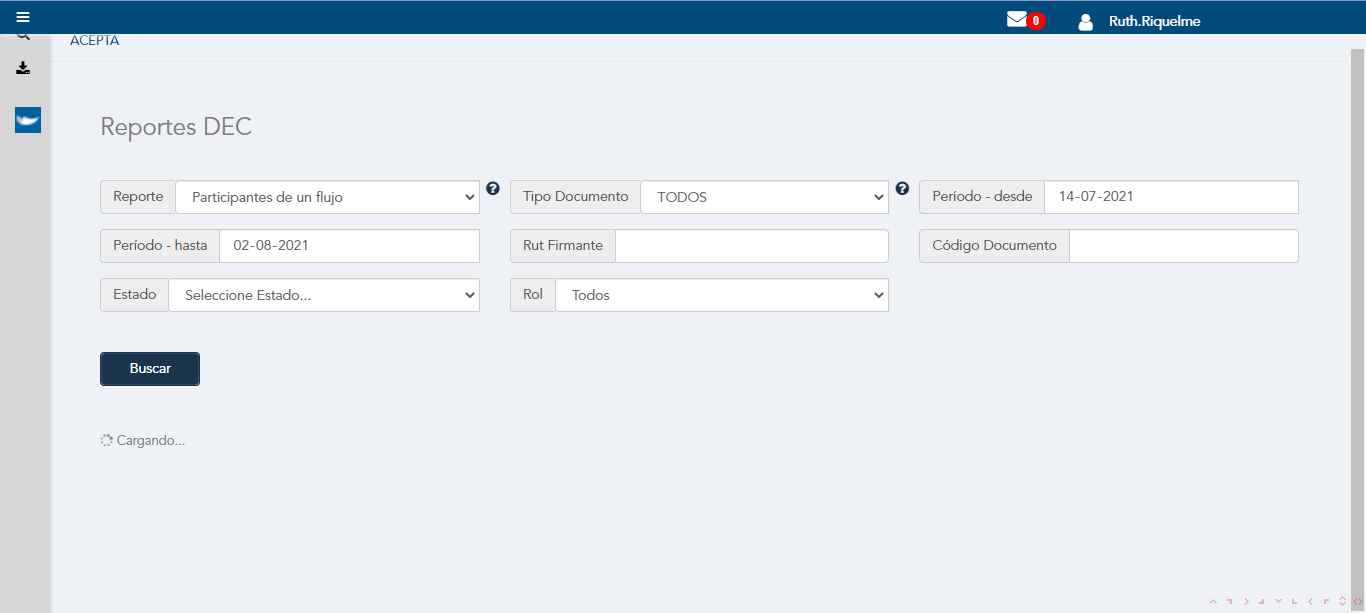 0 Ruth.Riquelme
ACEPTA
Reportes DEC
Reporte Participantes de un flujo Tipo Documento TODOS Período - desde 14-07-2021
Período - hasta 02-08-2021 Rut Firmante Código Documento
Estado Seleccione Estado... Rol Todos
Buscar
Cargando...